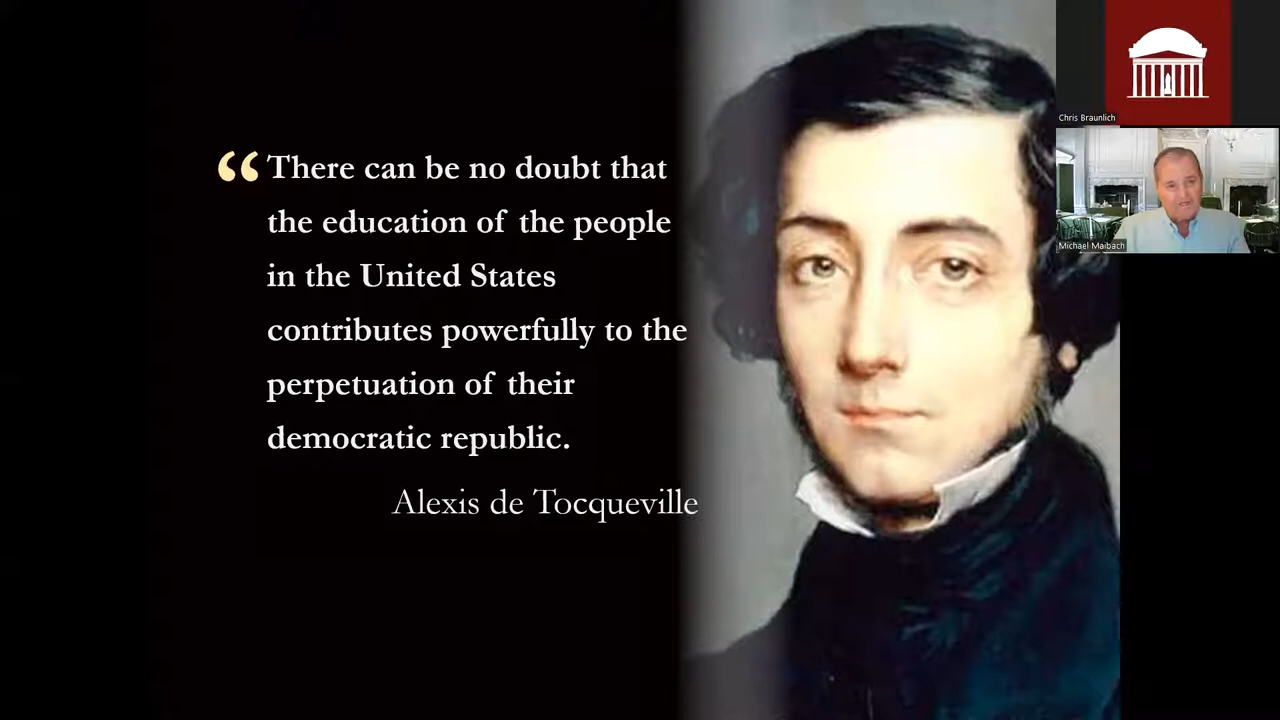 “There can be no doubt that
the education of the people
in the United States
contributes powerfully to the
perpetuation of their
democratic republic.
Alexis de Tocqueville
Chris Braunlich
Michael Maibach